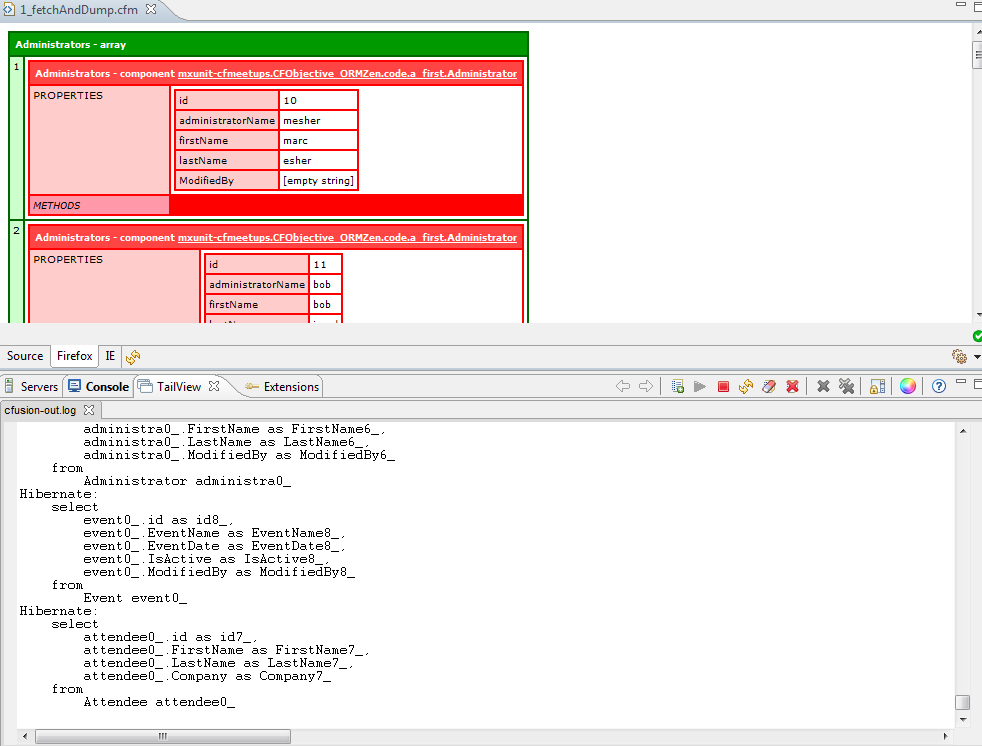 1_fetchAndDump.cfm
Administrators - array
1
Administrators - component mxunit-cfmeetups.CFObjective_ORMZen.code.a_first.Administrator
PROPERTIES
id 10
administratorName mesher
firstName marc
lastName esher
ModifiedBy [empty string]
METHODS
2
Administrators - component mxunit-cfmeetups.CFObjective_ORMZen.code.a_first.Administrator
PROPERTIES
id 11
administratorName bob
firstName bob
Source Firefox IE
Servers Console TailView Extensions
cfusion-out.log
administra0_.FirstName as FirstName6_,
administra0_.LastName as LastName6_,
administra0_.ModifiedBy as ModifiedBy6_
from
Administrator administra0_
Hibernate:
select
event0_.id as id8_,
event0_.EventName as EventName8_,
event0_.EventDate as EventDate8_,
event0_.IsActive as IsActive8_,
event0_.ModifiedBy as ModifiedBy8_
from
Event event0_
Hibernate:
select
attendee0_.id as id7_,
attendee0_.FirstName as FirstName7_,
attendee0_.LastName as LastName7_,
attendee0_.Company as Company7_
from
Attendee attendee0_